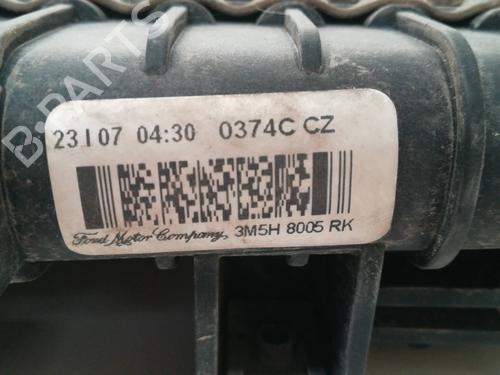 B-PARTS
23 I 07 04:30 0374C CZ
Ford Motor Company 3M5H 8005 RK